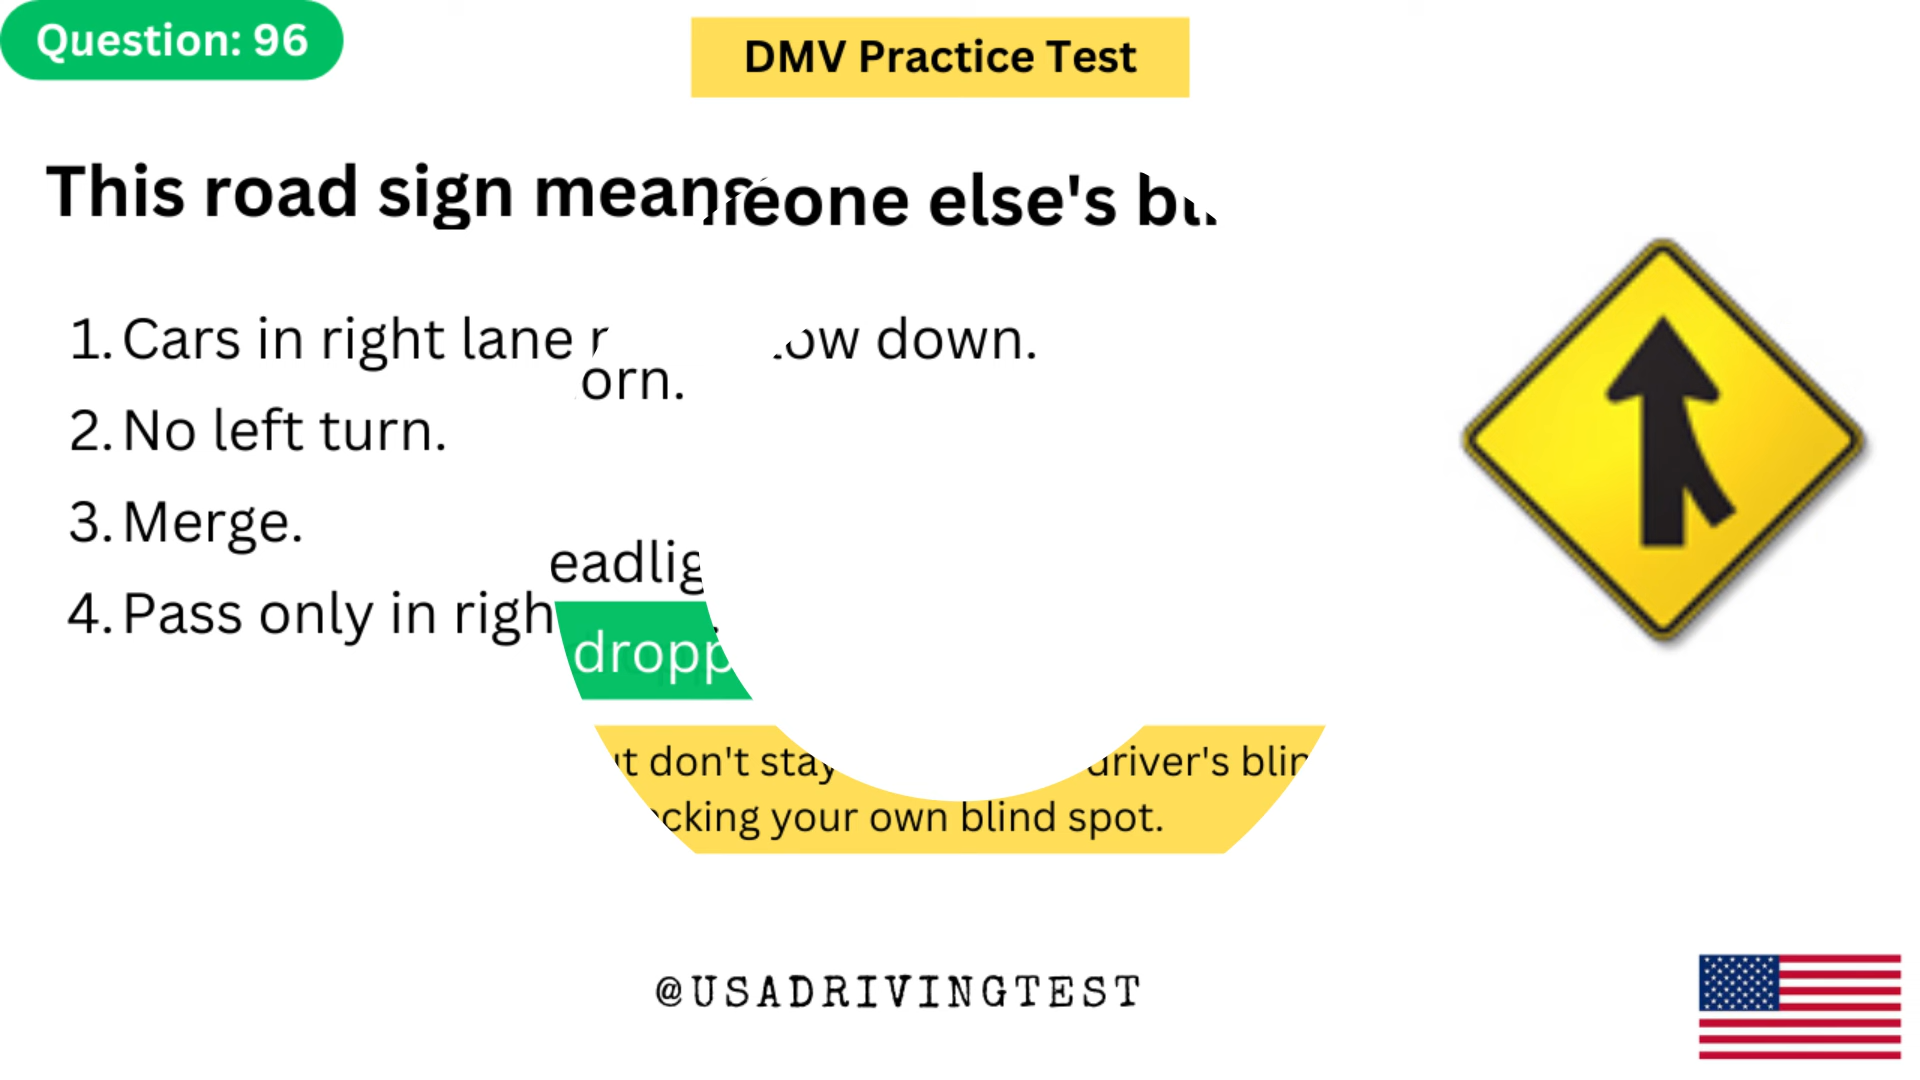 Question: 96
DMV Practice Test
This road sign means
eone else's
1. Cars in right lane
ow down.
orn.
2. No left turn.
3. Merge.
eadlig
4. Pass only in righ
dropp
ut don't stay driver's blin
cking your own blind spot.
@USADRIVINGTEST